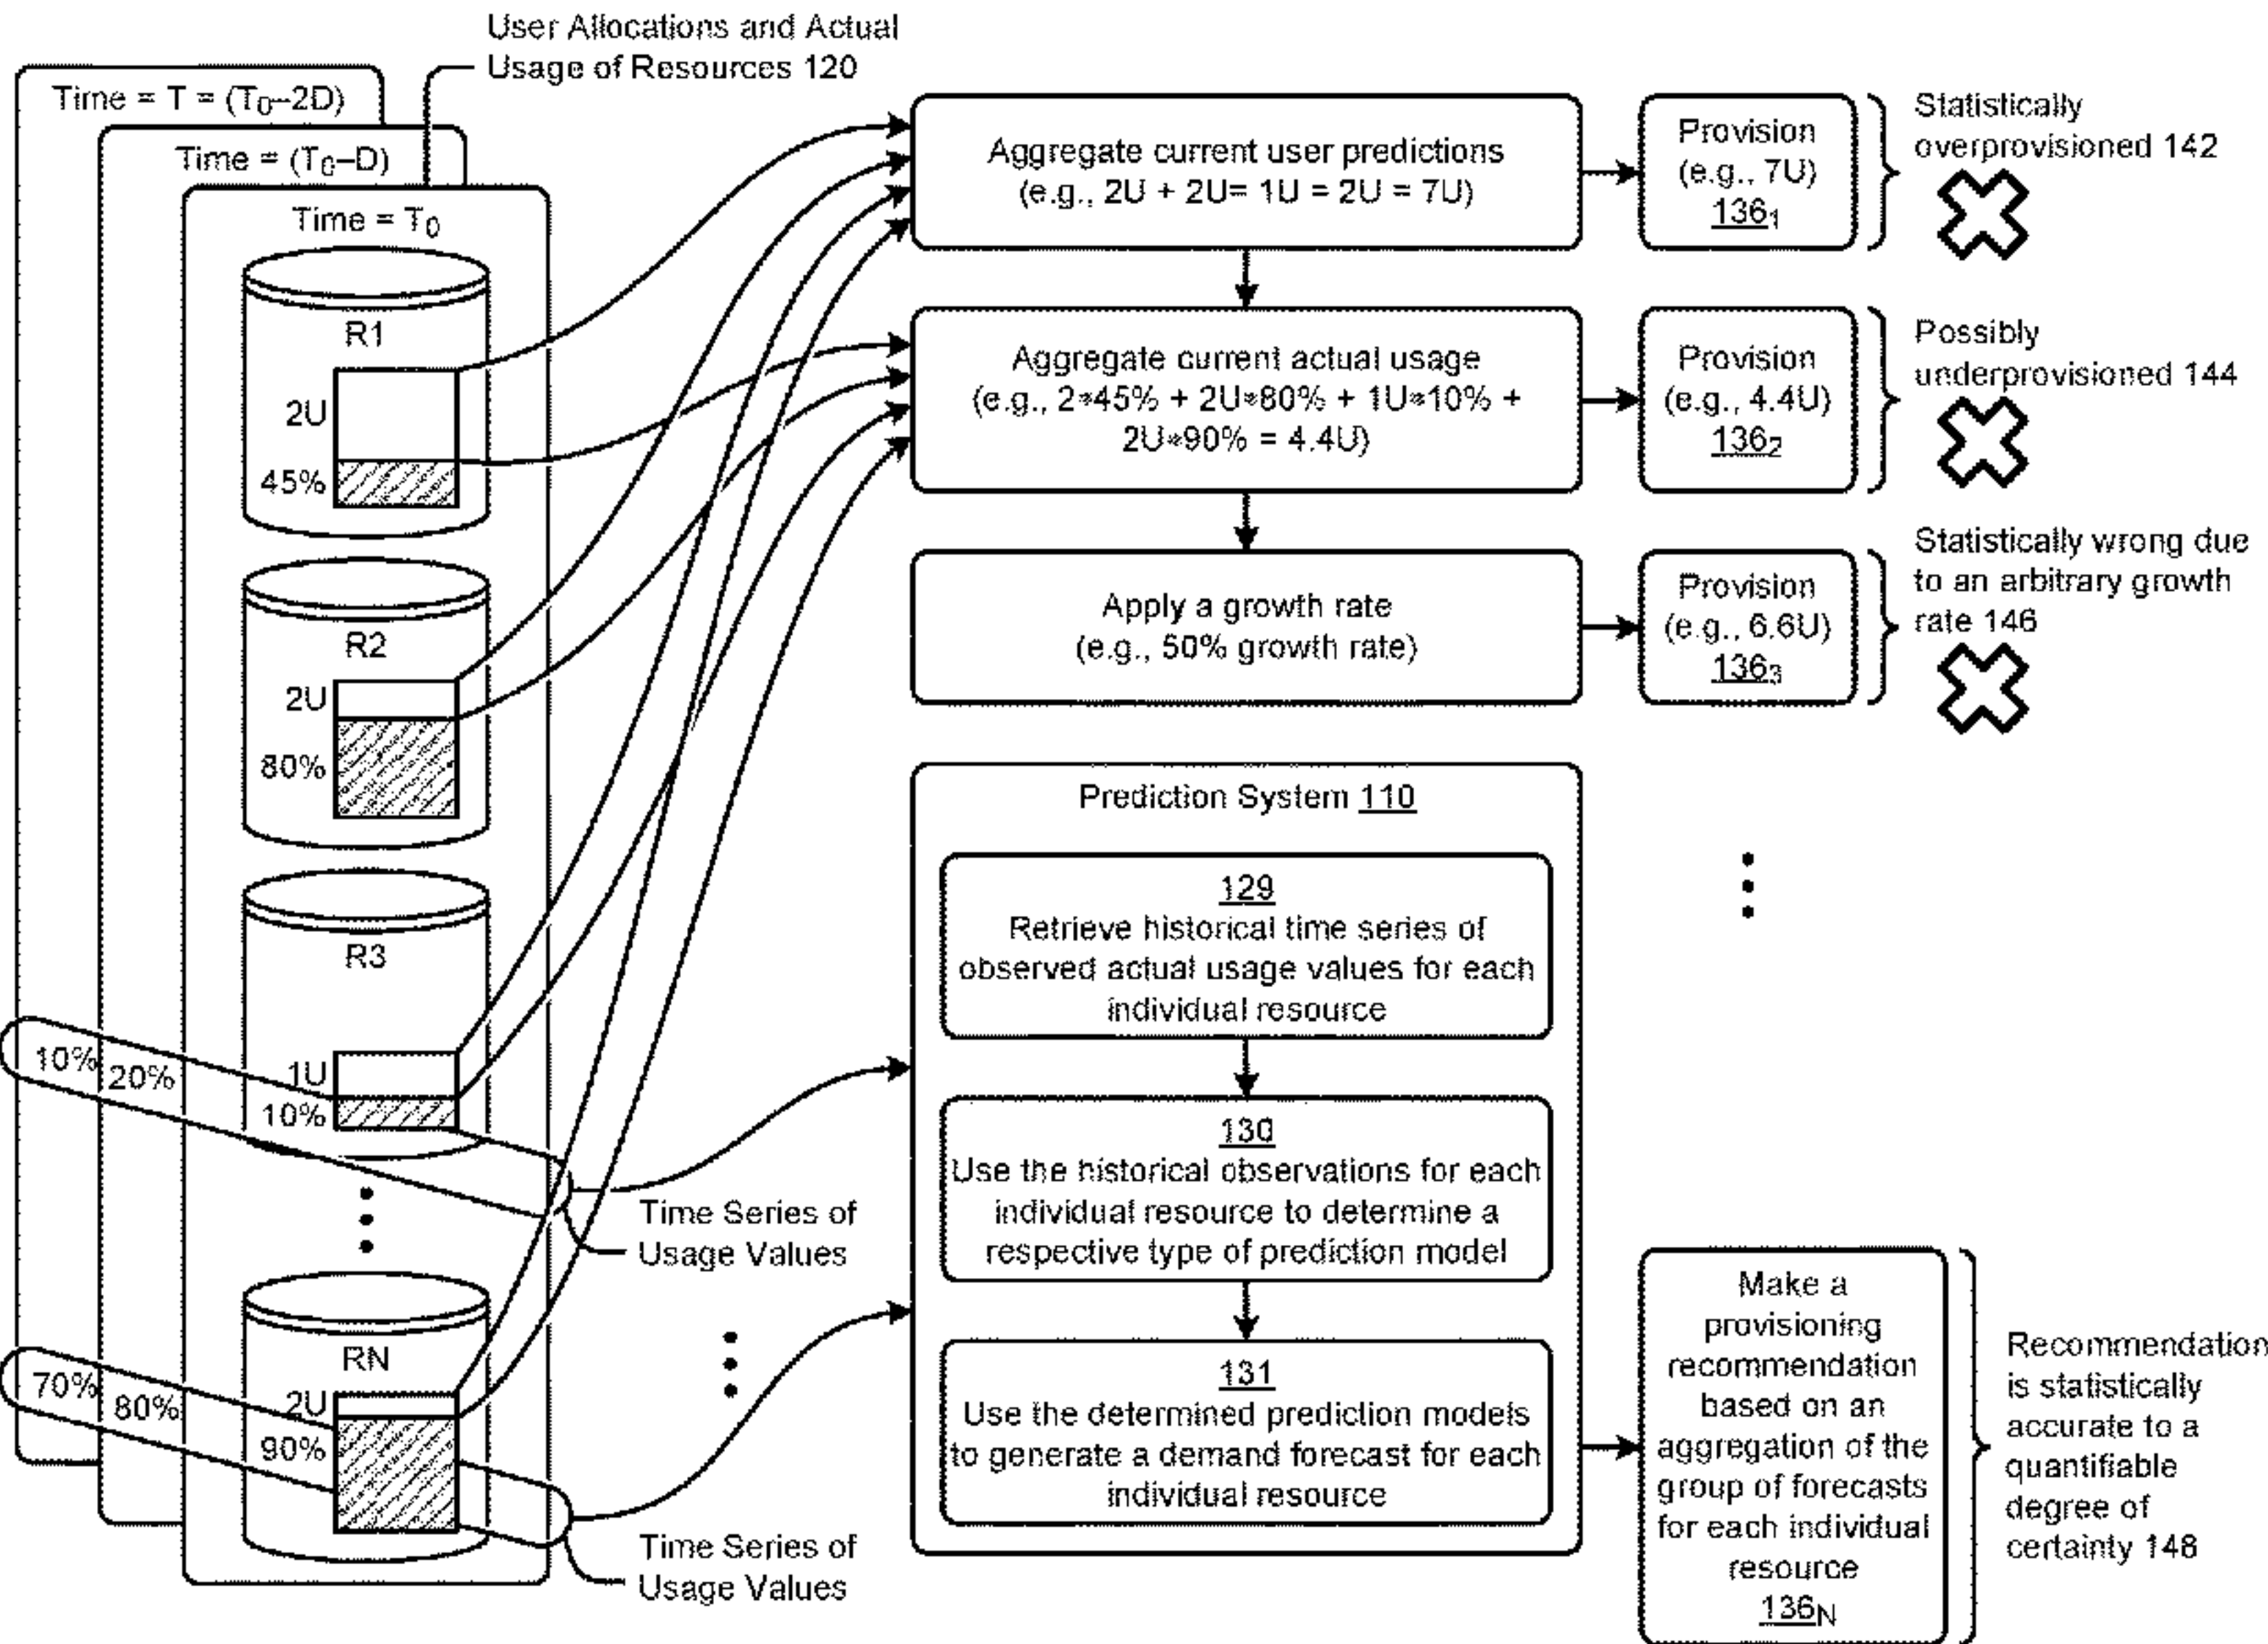 User Allocations and Actual
Usage of Resources 120
Time = T = (T0–2D)
Time = (T0–D)
Time = T0
R1
2U
45%
R2
2U
80%
R3
10%
20%
1U
10%
RN
70%
80%
2U
90%
Time Series of
Usage Values
Time Series of
Usage Values
Aggregate current user predictions
(e.g., 2U + 2U= 1U = 2U = 7U)
Provision
(e.g., 7U)
136₁
Statistically
overprovisioned 142
Aggregate current actual usage
(e.g., 2*45% + 2U*80% + 1U*10% +
2U*90% = 4.4U)
Provision
(e.g., 4.4U)
136₂
Possibly
underprovisioned 144
Apply a growth rate
(e.g., 50% growth rate)
Provision
(e.g., 6.6U)
136₃
Statistically wrong due
to an arbitrary growth
rate 146
Prediction System 110
129
Retrieve historical time series of
observed actual usage values for each
individual resource
130
Use the historical observations for each
individual resource to determine a
respective type of prediction model
131
Use the determined prediction models
to generate a demand forecast for each
individual resource
Make a
provisioning
recommendation
based on an
aggregation of the
group of forecasts
for each individual
resource
136N
Recommendation
is statistically
accurate to a
quantifiable
degree of
certainty 148